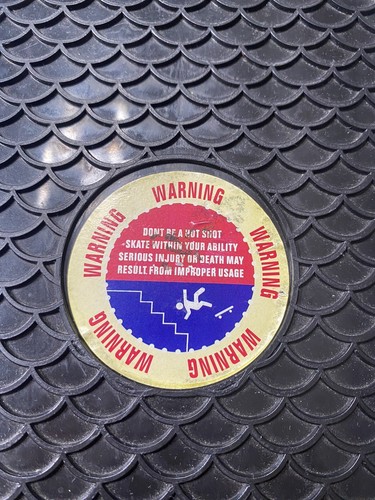 WARNING
WARNING
WARNING
WARNING
WARNING
DONT BE A HOT SHOT
-SKATE WITHIN YOUR ABILITY
SERIOUS INJURY OR DEATH MAY
RESULT FROM IMPROPER USAGE